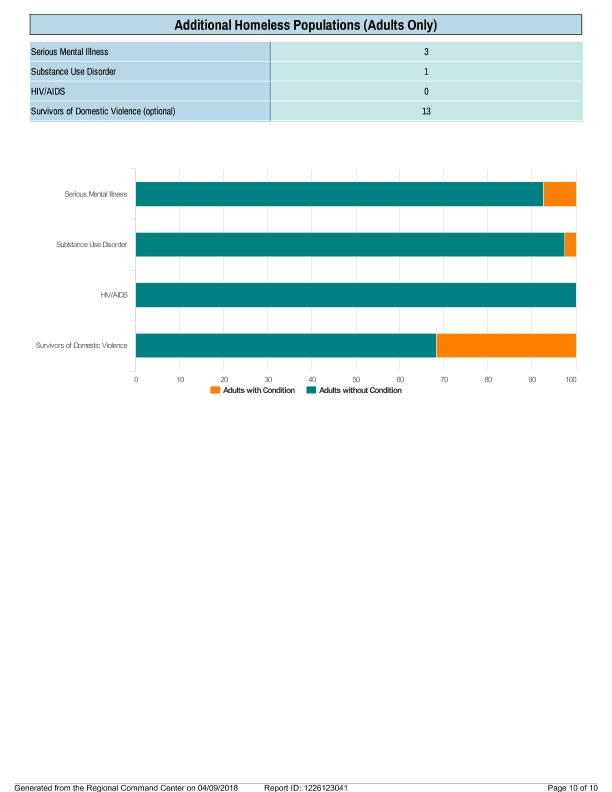 Additional Homeless Populations (Adults Only)
Serious Mental Illness 3
Substance Use Disorder 1
HIV/AIDS 0
Survivors of Domestic Violence (optional) 13
Serious Mental Illness
Substance Use Disorder
HIV/AIDS
Survivors of Domestic Violence
0 10 20 30 40 50 60 70 80 90 100
Adults with Condition Adults without Condition
Generated from the Regional Command Center on 04/09/2018 Report ID: 1226123041 Page 10 of 10